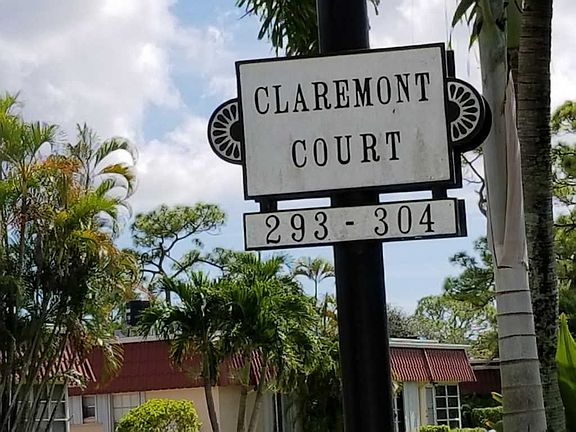 CLAREMONT
COURT
293 - 304